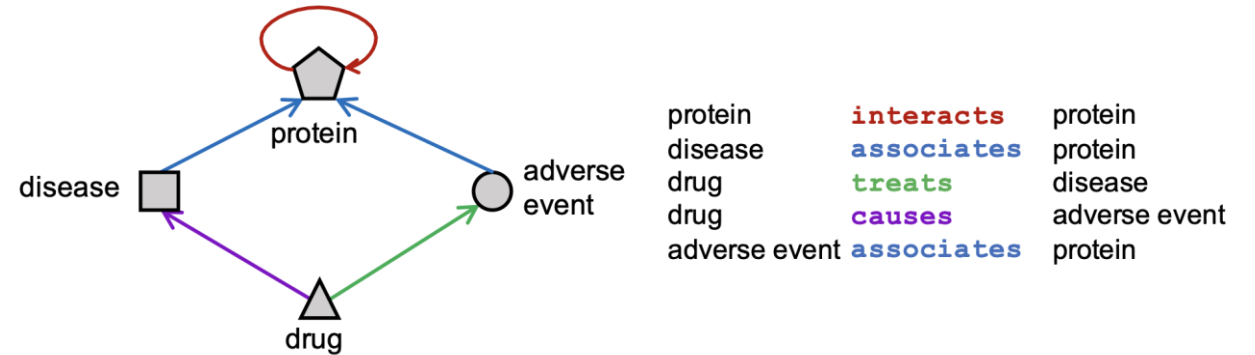 protein
disease
adverse
event
drug
protein interacts protein
disease associates protein
drug treats disease
drug causes adverse event
adverse event associates protein